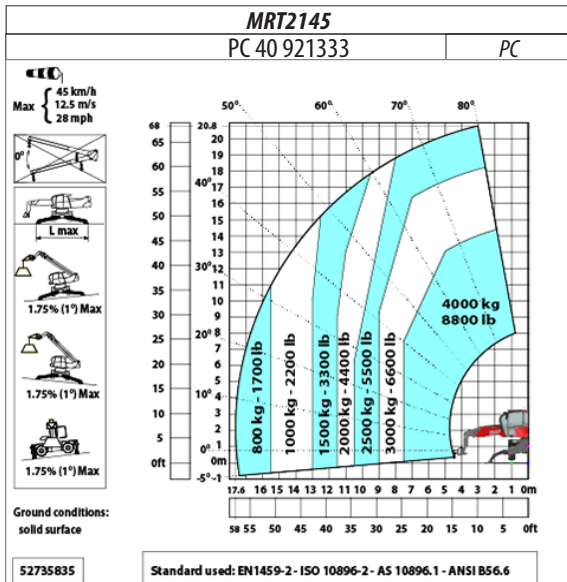 MRT2145
PC 40 921333 PC
Max { 45 km/h
12.5 m/s
28 mph
0°
L max
1.75% (1°) Max
1.75% (1°) Max
1.75% (1°) Max
Ground conditions:
solid surface
52735835
50° 60° 70° 80°
40°
30°
20°
10°
0°
-5°
68
65
60
55
50
45
40
35
30
25
20
15
10
5
0ft
20.8
20
19
18
17
16
15
14
13
12
11
10
9
8
7
6
5
4
3
2
1
0m
-1
800 kg - 1700 lb
1000 kg - 2200 lb
1500 kg - 3300 lb
2000 kg - 4400 lb
2500 kg - 5500 lb
3000 kg - 6600 lb
4000 kg
8800 lb
17.6 16 15 14 13 12 11 10 9 8 7 6 5 4 3 2 1 0m
58 55 50 45 40 35 30 25 20 15 10 5 0ft
Standard used: EN1459-2 - ISO 10896-2 - AS 10896.1 - ANSI B56.6